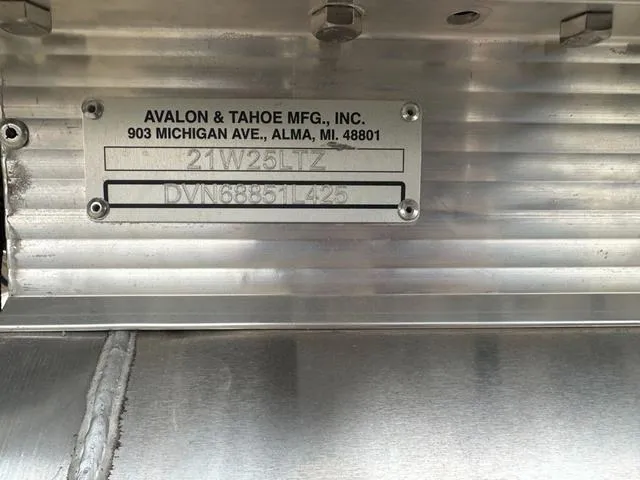 AVALON & TAHOE MFG., INC.
903 MICHIGAN AVE., ALMA, MI. 48801
21W25LTZ
DVN68851L425